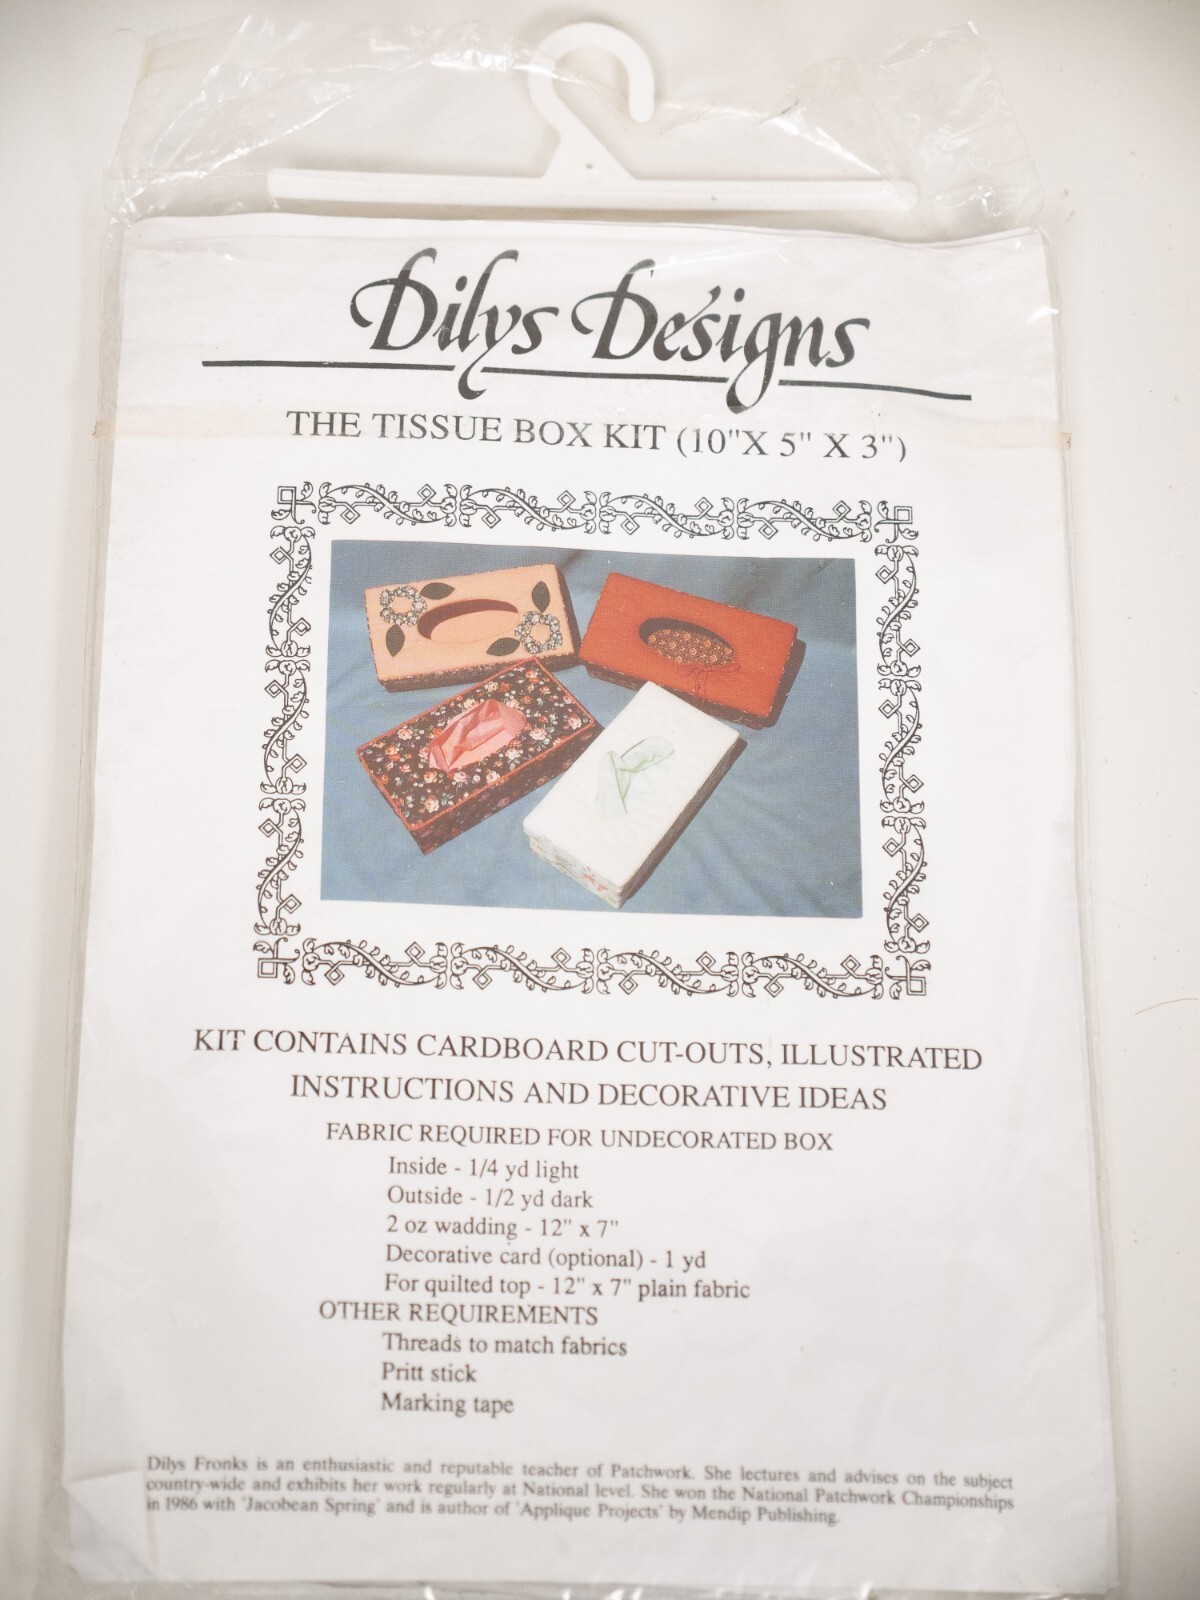 Dilys Designs
THE TISSUE BOX KIT (10"X 5" X 3")
KIT CONTAINS CARDBOARD CUT-OUTS, ILLUSTRATED
INSTRUCTIONS AND DECORATIVE IDEAS
FABRIC REQUIRED FOR UNDECORATED BOX
Inside - 1/4 yd light
Outside - 1/2 yd dark
2 oz wadding - 12" x 7"
Decorative card (optional) - 1 yd
For quilted top - 12" x 7" plain fabric
OTHER REQUIREMENTS
Threads to match fabrics
Pritt stick
Marking tape
Dilys Fronks is an enthusiastic and reputable teacher of Patchwork. She lectures and advises on the subject
country-wide and exhibits her work regularly at National level. She won the National Patchwork Championships
in 1986 with 'Jacobean Spring' and is author of 'Applique Projects' by Mendip Publishing.